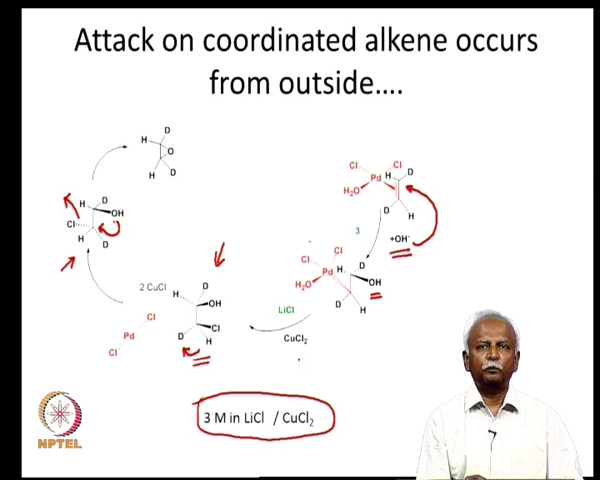 Attack on coordinated alkene occurs
from outside....
H D
O
H D
H D
OH
Cl
H D
Cl Cl
Pd H D
H₂O
D H
3
+OH⁻
Cl
Cl
Pd H D
H₂O OH
D H
2 CuCl H D
OH
Cl
Pd
Cl
Cl
D H
LiCl
CuCl₂
3 M in LiCl / CuCl₂
NPTEL